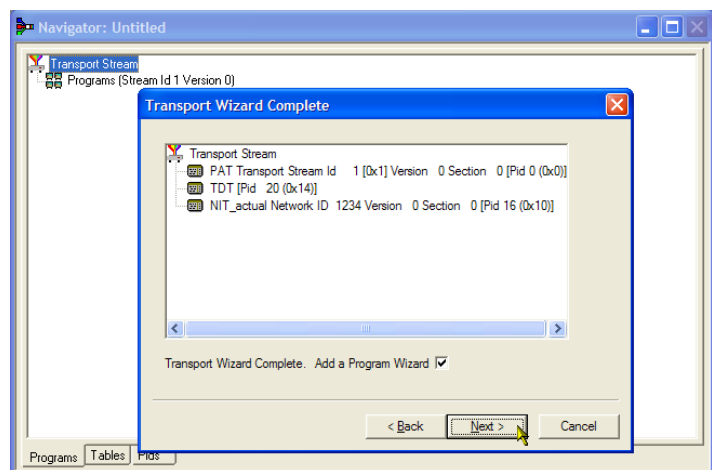 Navigator: Untitled
Transport Stream
Programs (Stream Id 1 Version 0)
Transport Wizard Complete
Transport Stream
PAT Transport Stream Id 1 [0x1] Version 0 Section 0 [Pid 0 (0x0)]
TDT [Pid 20 (0x14)]
NIT_actual Network ID 1234 Version 0 Section 0 [Pid 16 (0x10)]
Transport Wizard Complete. Add a Program Wizard
< Back Next > Cancel
Programs Tables Pids